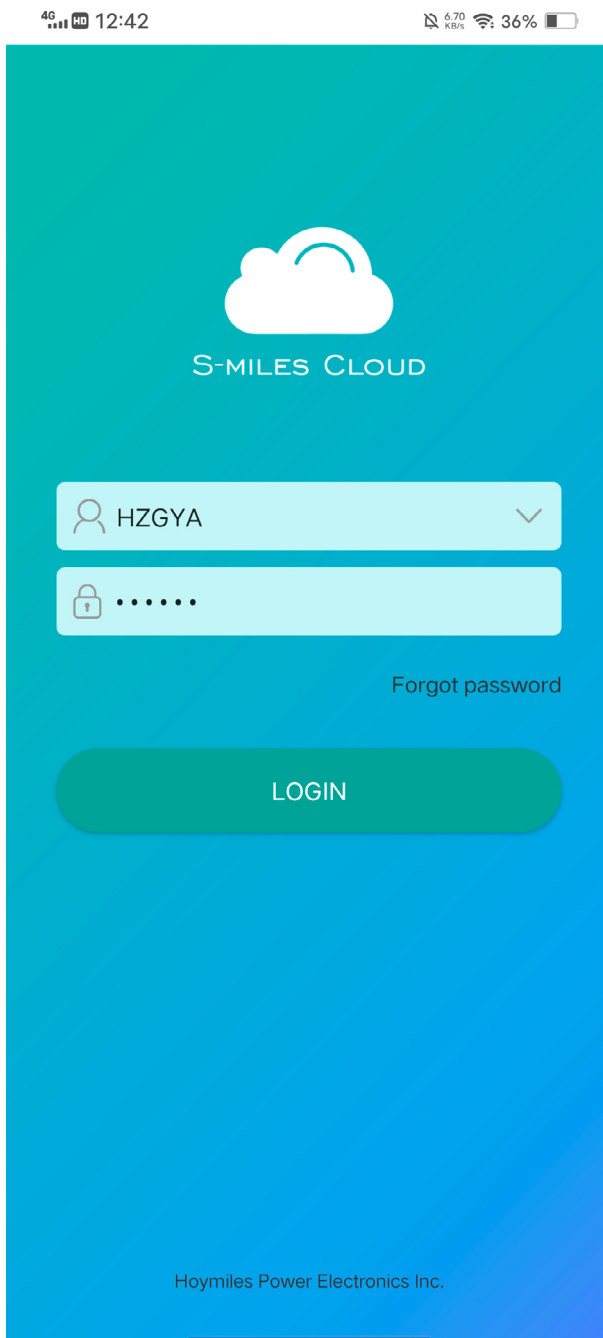 4G HD 12:42 6.70 KB/s 36%
S-MILES CLOUD
HZGYA
••••••
Forgot password
LOGIN
Hoymiles Power Electronics Inc.